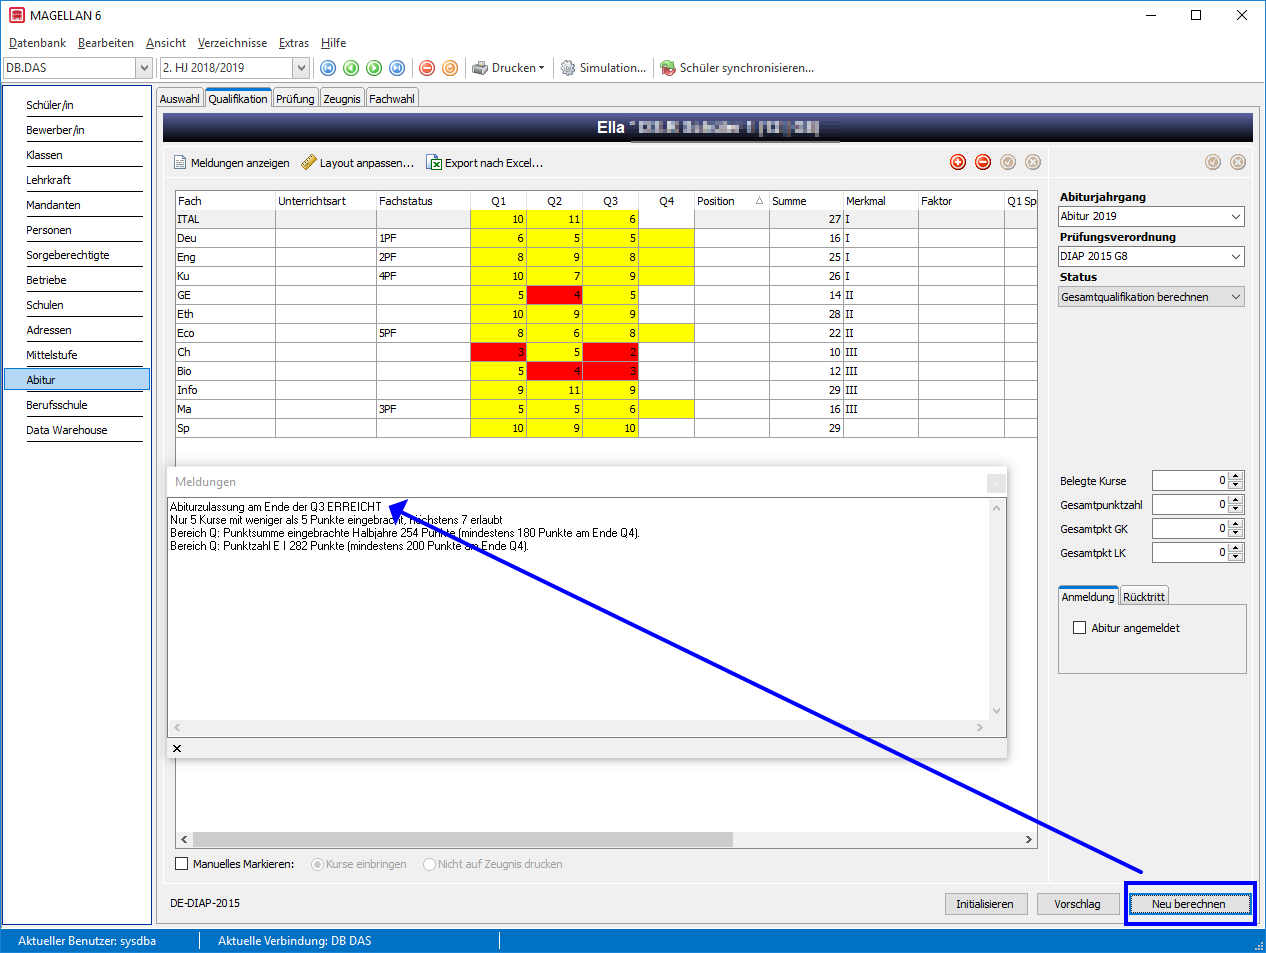 MAGELLAN 6
Datenbank Bearbeiten Ansicht Verzeichnisse Extras Hilfe
DB.DAS 2. HJ 2018/2019 Drucken Simulation... Schüler synchronisieren...
Schüler/in
Bewerber/in
Klassen
Lehrkraft
Mandanten
Personen
Sorgeberechtigte
Betriebe
Schulen
Adressen
Mittelstufe
Abitur
Berufsschule
Data Warehouse
Auswahl Qualifikation Prüfung Zeugnis Fachwahl
Ella
Meldungen anzeigen Layout anpassen... Export nach Excel...
Fach Unterrichtsart Fachstatus Q1 Q2 Q3 Q4 Position Summe Merkmal Faktor Q1 Sp
ITAL 10 11 6 27 I
Deu 1PF 6 5 5 16 I
Eng 2PF 8 9 8 25 I
Ku 4PF 10 7 9 26 I
GE 5 4 5 14 II
Eth 10 9 9 28 II
Eco 5PF 8 6 8 22 II
Ch 3 5 2 10 III
Bio 5 4 3 12 III
Info 9 11 9 29 III
Ma 3PF 5 5 6 16 III
Sp 10 9 10 29
Meldungen
Abiturzulassung am Ende der Q3 ERREICHT
Nur 5 Kurse mit weniger als 5 Punkte eingebracht, höchstens 7 erlaubt
Bereich Q: Punktsumme eingebrachte Halbjahre 254 Punkte (mindestens 180 Punkte am Ende Q4).
Bereich Q: Punktzahl E I 282 Punkte (mindestens 200 Punkte am Ende Q4).
Manuelles Markieren: Kurse einbringen Nicht auf Zeugnis drucken
DE-DIAP-2015
Initialisieren Vorschlag Neu berechnen
Abiturjahrgang
Abitur 2019
Prüfungsverordnung
DIAP 2015 G8
Status
Gesamtqualifikation berechnen
Belegte Kurse 0
Gesamtpunktzahl 0
Gesamtpkt GK 0
Gesamtpkt LK 0
Anmeldung Rücktritt
Abitur angemeldet
Aktueller Benutzer: sysdba Aktuelle Verbindung: DB DAS